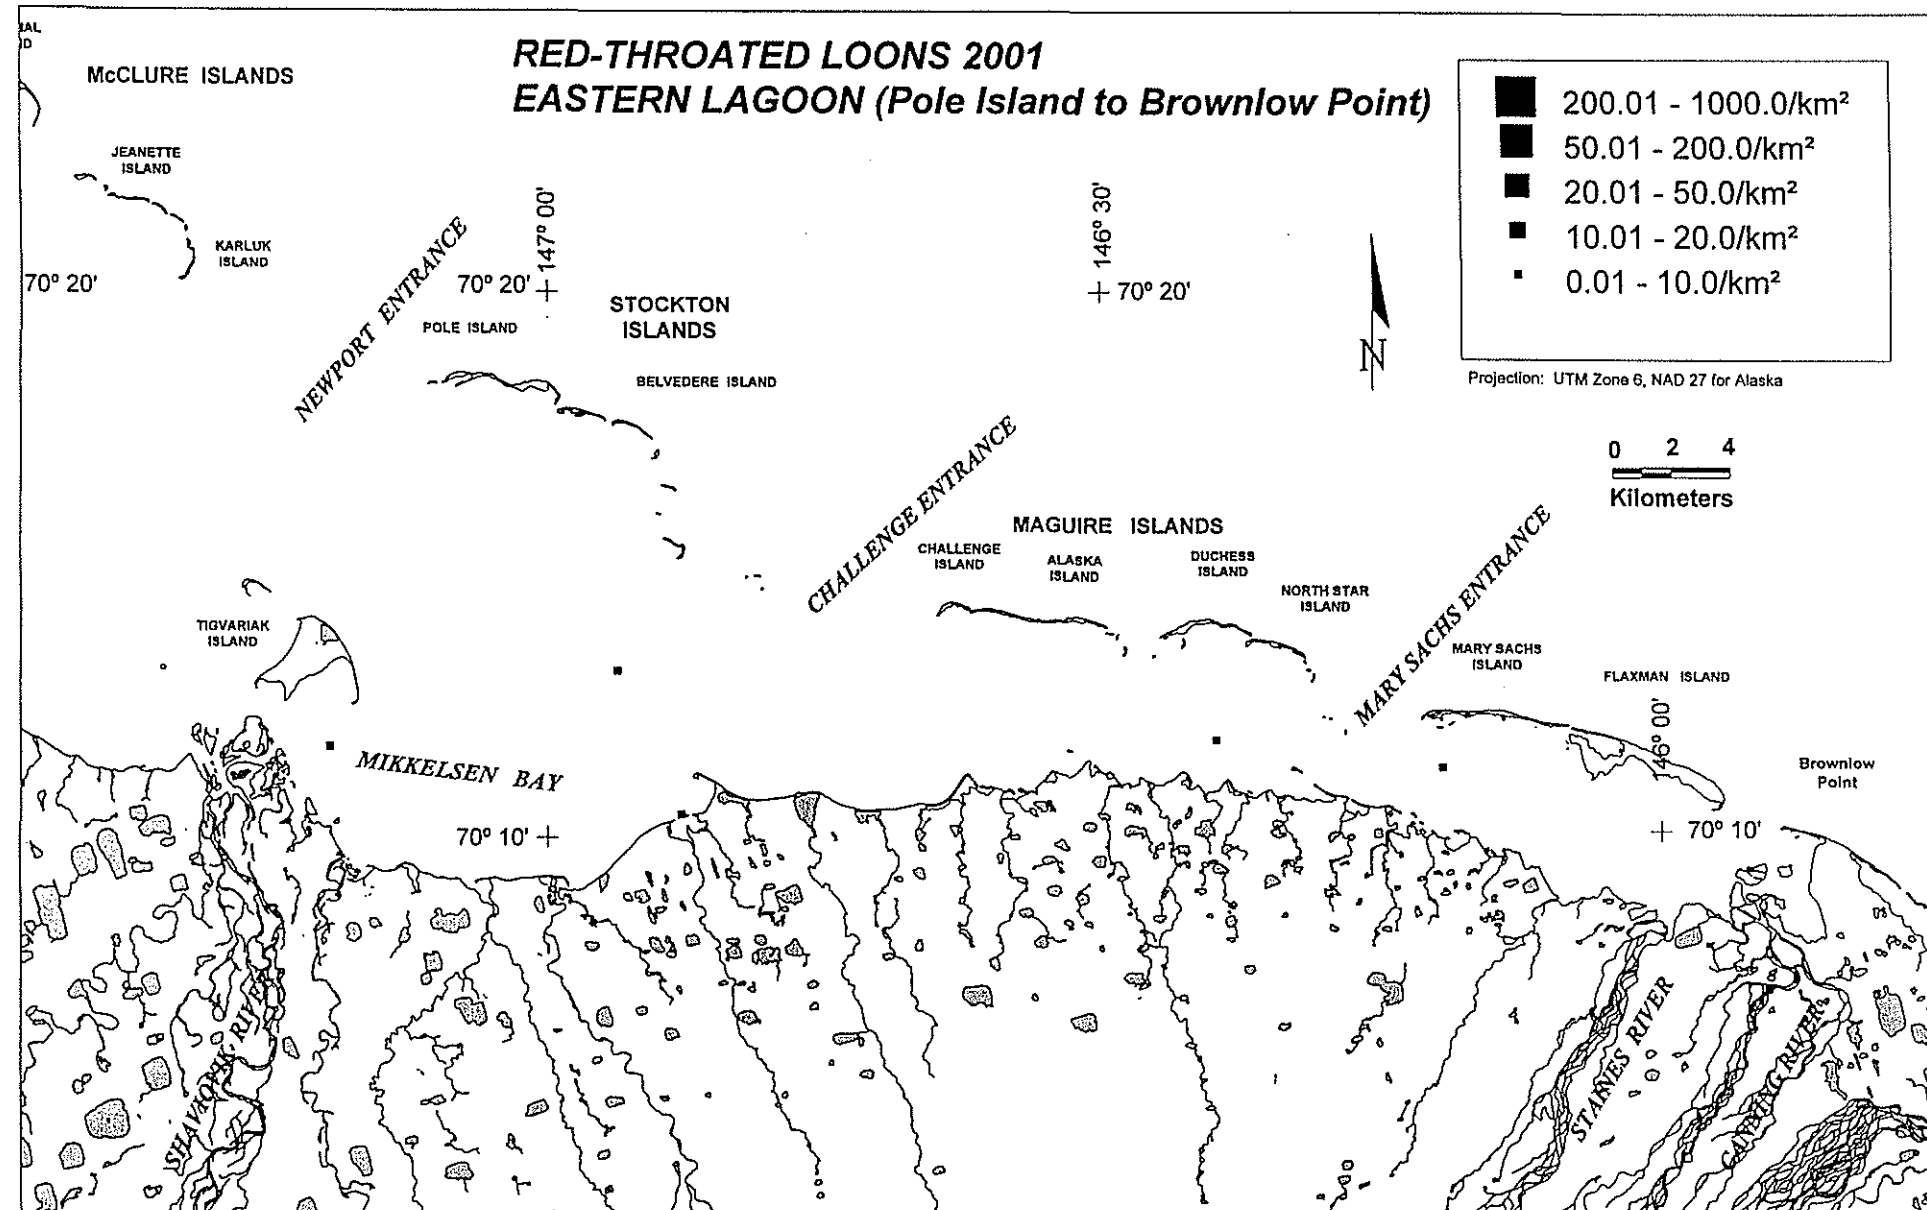 IAL
D
McCLURE ISLANDS
RED-THROATED LOONS 2001
EASTERN LAGOON (Pole Island to Brownlow Point)
200.01 - 1000.0/km²
50.01 - 200.0/km²
20.01 - 50.0/km²
10.01 - 20.0/km²
0.01 - 10.0/km²
Projection: UTM Zone 6, NAD 27 for Alaska
JEANETTE
ISLAND
KARLUK
ISLAND
70° 20'
NEWPORT ENTRANCE
147° 00'
70° 20'
146° 30'
70° 20'
N
STOCKTON
ISLANDS
POLE ISLAND
BELVEDERE ISLAND
0 2 4
Kilometers
CHALLENGE ENTRANCE
MAGUIRE ISLANDS
CHALLENGE
ISLAND
ALASKA
ISLAND
DUCHESS
ISLAND
NORTH STAR
ISLAND
MARY SACHS ENTRANCE
MARY SACHS
ISLAND
FLAXMAN ISLAND
146° 00'
TIGVARIAK
ISLAND
MIKKELSEN BAY
Brownlow
Point
70° 10'
70° 10'
SHAVIOVIK RIVER
STAINES RIVER
CANNING RIVER